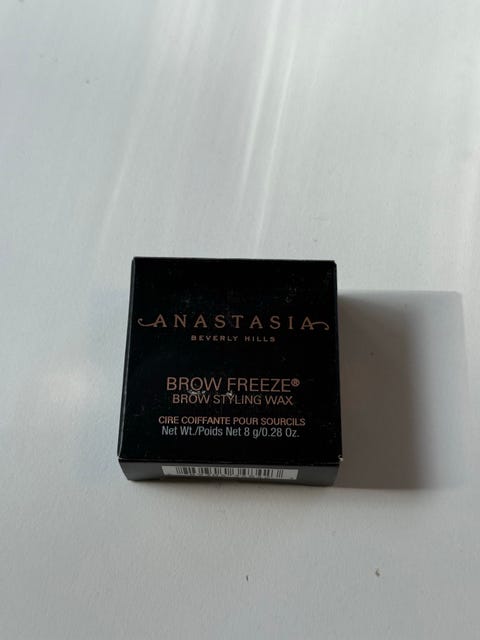 ANASTASIA
BEVERLY HILLS
BROW FREEZE®
BROW STYLING WAX
CIRE COIFFANTE POUR SOURCILS
Net Wt./Poids Net 8 g/0.28 Oz.